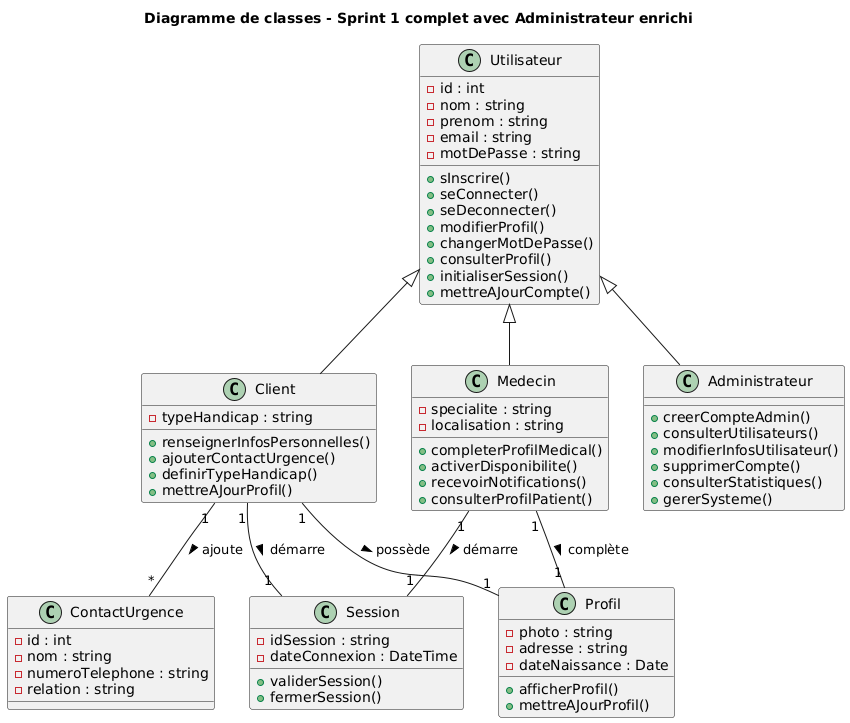 Diagramme de classes - Sprint 1 complet avec Administrateur enrichi
C Utilisateur
id : int
nom : string
prenom : string
email : string
motDePasse : string
sInscrire()
seConnecter()
seDeconnecter()
modifierProfil()
changerMotDePasse()
consulterProfil()
initialiserSession()
mettreAJourCompte()
C Client
typeHandicap : string
renseignerInfosPersonnelles()
ajouterContactUrgence()
definirTypeHandicap()
mettreAJourProfil()
C Medecin
specialite : string
localisation : string
completerProfilMedical()
activerDisponibilite()
recevoirNotifications()
consulterProfilPatient()
C Administrateur
creerCompteAdmin()
consulterUtilisateurs()
modifierInfosUtilisateur()
supprimerCompte()
consulterStatistiques()
gererSysteme()
1 1 1 1 1
ajoute démarre possède démarre complète
* 1 1 1 1
C ContactUrgence
id : int
nom : string
numeroTelephone : string
relation : string
C Session
idSession : string
dateConnexion : DateTime
validerSession()
fermerSession()
C Profil
photo : string
adresse : string
dateNaissance : Date
afficherProfil()
mettreAJourProfil()